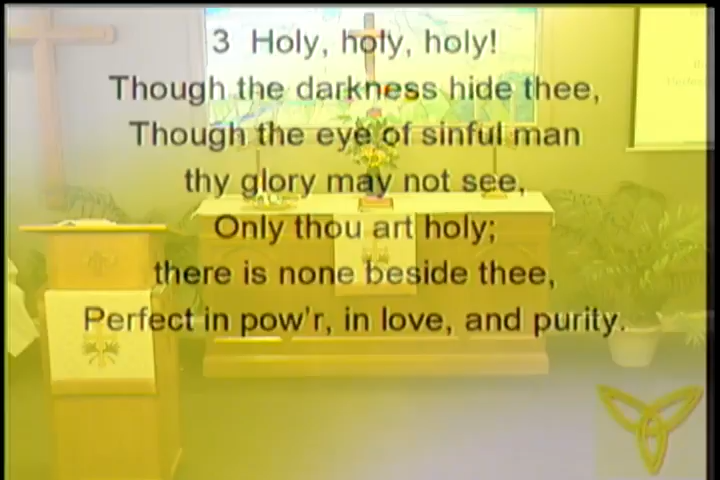 3 Holy, holy, holy!
Though the darkness hide thee,
Though the eye of sinful man
thy glory may not see,
Only thou art holy;
there is none beside thee,
Perfect in pow'r, in love, and purity.